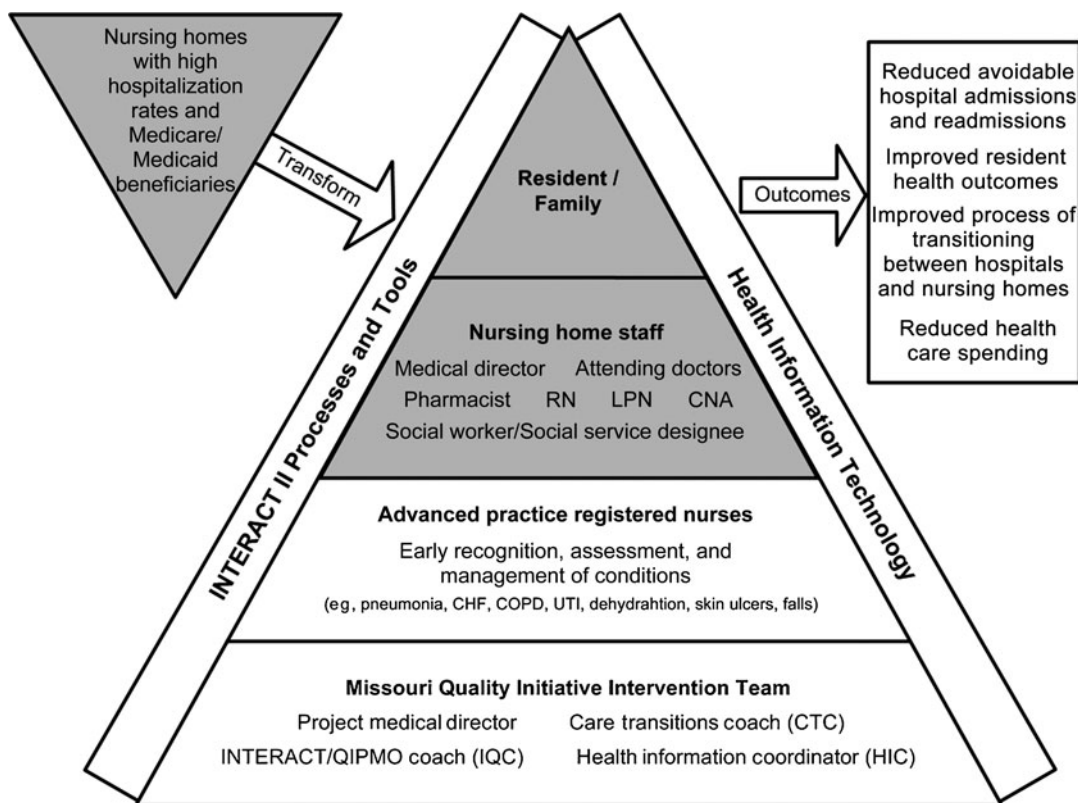 Nursing homes
with high
hospitalization
rates and
Medicare/
Medicaid
beneficiaries
Transform
INTERACT II Processes and Tools
Resident /
Family
Nursing home staff
Medical director Attending doctors
Pharmacist RN LPN CNA
Social worker/Social service designee
Advanced practice registered nurses
Early recognition, assessment, and
management of conditions
(eg, pneumonia, CHF, COPD, UTI, dehydrahtion, skin ulcers, falls)
Missouri Quality Initiative Intervention Team
Project medical director Care transitions coach (CTC)
INTERACT/QIPMO coach (IQC) Health information coordinator (HIC)
Health Information Technology
Outcomes
Reduced avoidable
hospital admissions
and readmissions
Improved resident
health outcomes
Improved process of
transitioning
between hospitals
and nursing homes
Reduced health
care spending